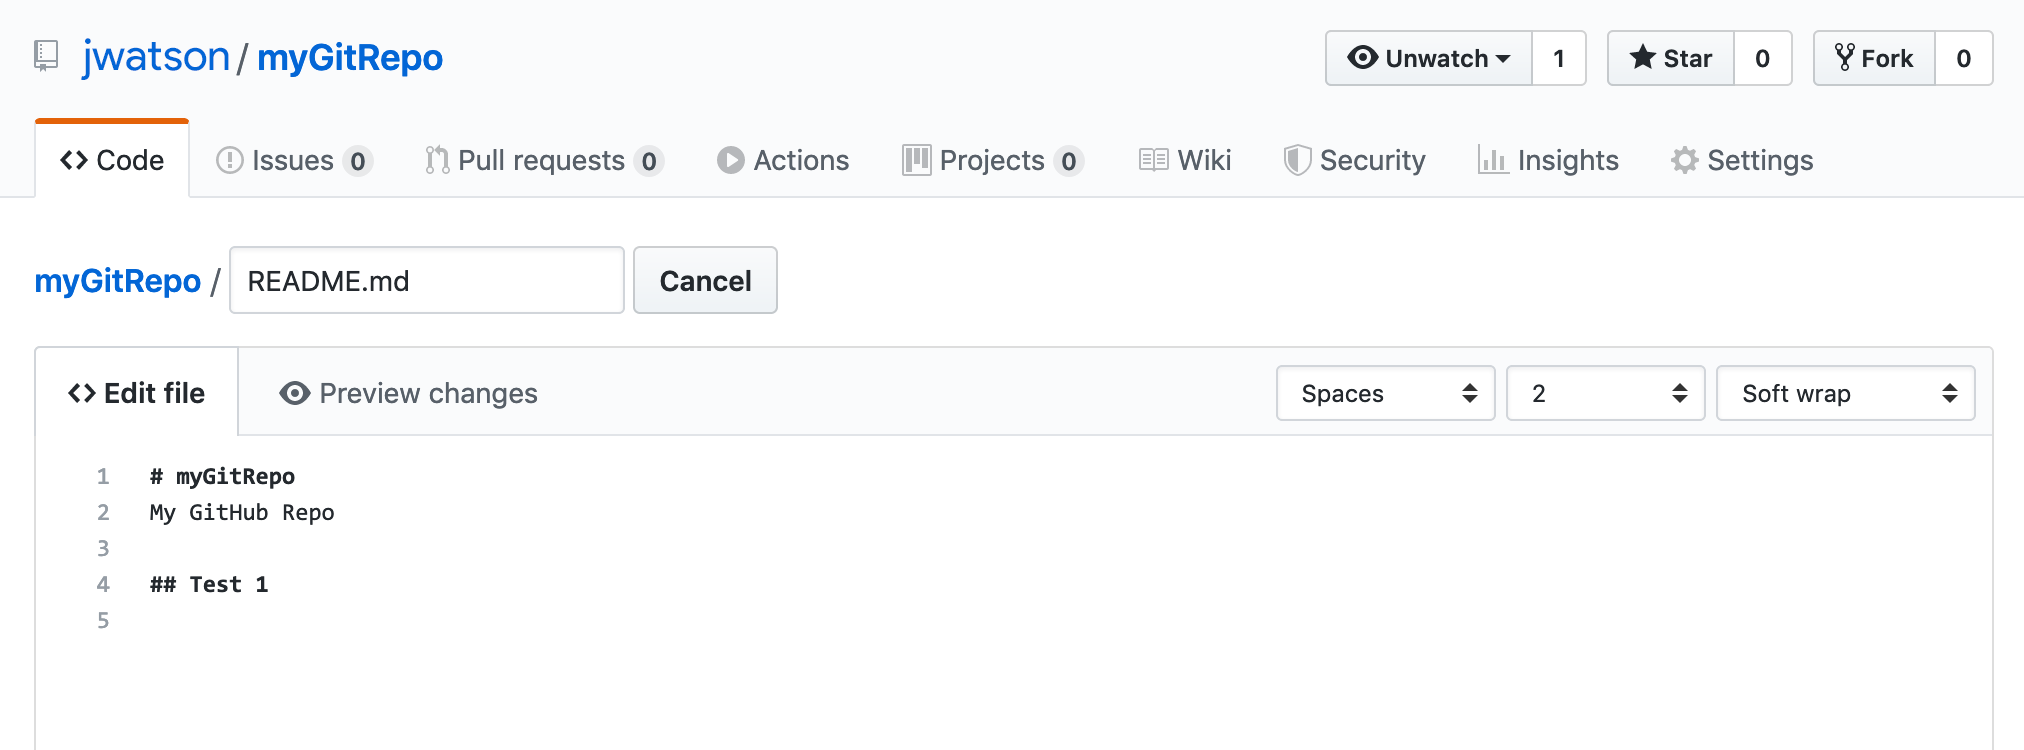 jwatson / myGitRepo
Unwatch 1 Star 0 Fork 0
Code Issues 0 Pull requests 0 Actions Projects 0 Wiki Security Insights Settings
myGitRepo / README.md Cancel
Edit file Preview changes Spaces 2 Soft wrap
1 # myGitRepo
2 My GitHub Repo
3
4 ## Test 1
5